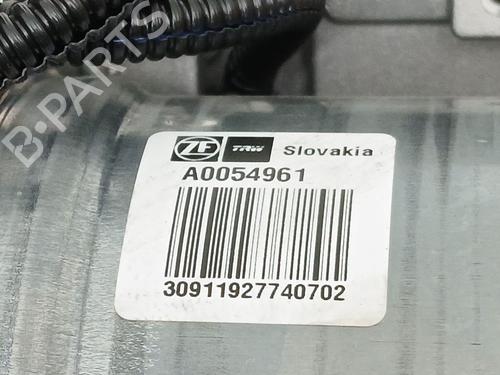 B-PARTS
ZF TRW Slovakia
A0054961
30911927740702